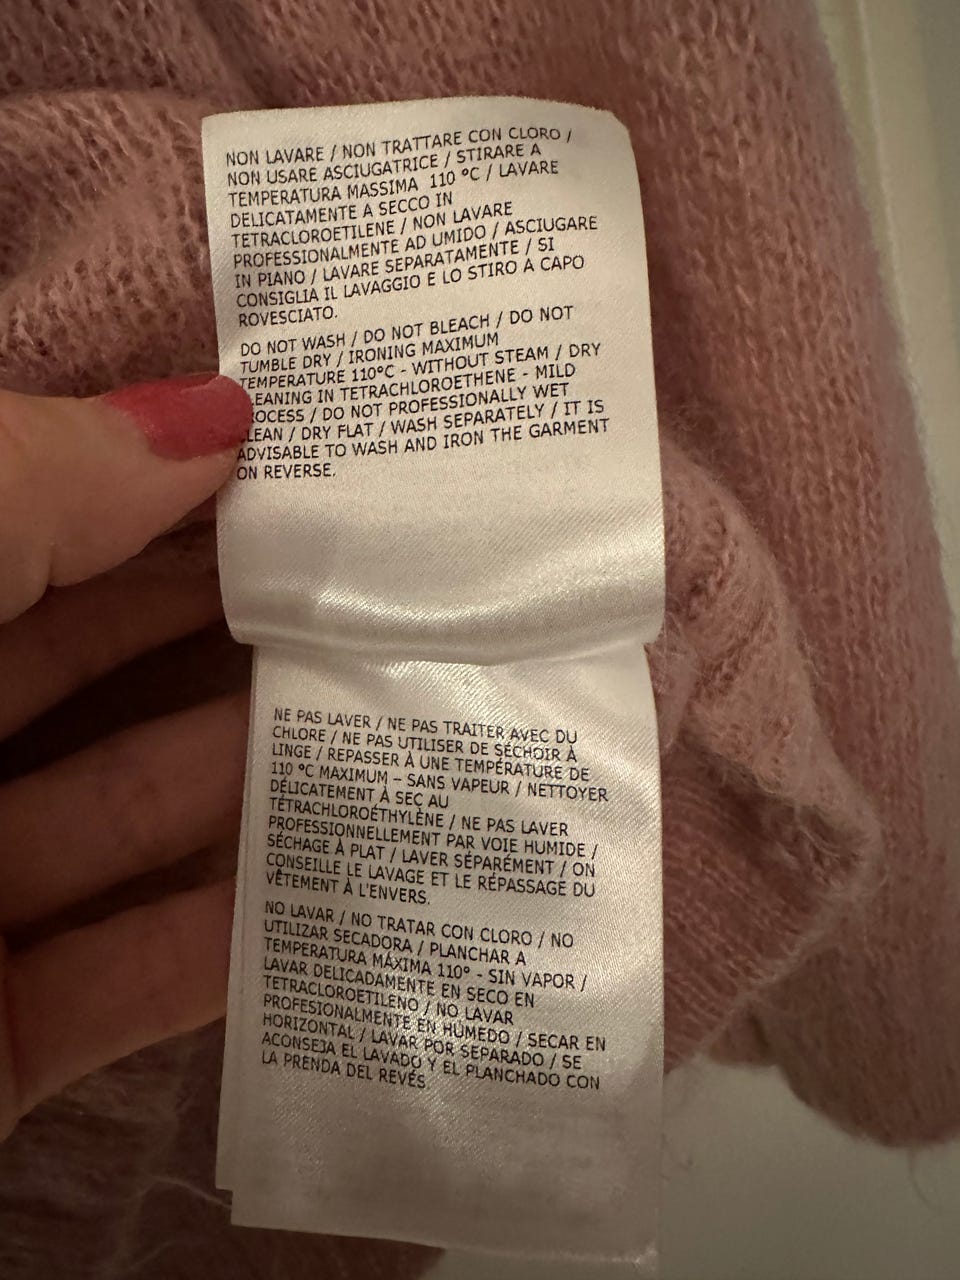 NON LAVARE / NON TRATTARE CON CLORO /
NON USARE ASCIUGATRICE / STIRARE A
TEMPERATURA MASSIMA 110 °C / LAVARE
DELICATAMENTE A SECCO IN
TETRACLOROETILENE / NON LAVARE
PROFESSIONALMENTE AD UMIDO / ASCIUGARE
IN PIANO / LAVARE SEPARATAMENTE / SI
CONSIGLIA IL LAVAGGIO E LO STIRO A CAPO
ROVESCIATO.
DO NOT WASH / DO NOT BLEACH / DO NOT
TUMBLE DRY / IRONING MAXIMUM
TEMPERATURE 110°C - WITHOUT STEAM / DRY
LEANING IN TETRACHLOROETHENE - MILD
OCESS / DO NOT PROFESSIONALLY WET
LEAN / DRY FLAT / WASH SEPARATELY / IT IS
ADVISABLE TO WASH AND IRON THE GARMENT
ON REVERSE.
NE PAS LAVER / NE PAS TRAITER AVEC DU
CHLORE / NE PAS UTILISER DE SÉCHOIR À
LINGE / REPASSER À UNE TEMPÉRATURE DE
110 °C MAXIMUM – SANS VAPEUR / NETTOYER
DÉLICATEMENT À SEC AU
TÉTRACHLOROÉTHYLÈNE / NE PAS LAVER
PROFESSIONNELLEMENT PAR VOIE HUMIDE /
SÉCHAGE À PLAT / LAVER SÉPARÉMENT / ON
CONSEILLE LE LAVAGE ET LE RÉPASSAGE DU
VÊTEMENT À L'ENVERS.
NO LAVAR / NO TRATAR CON CLORO / NO
UTILIZAR SECADORA / PLANCHAR A
TEMPERATURA MÁXIMA 110° - SIN VAPOR /
LAVAR DELICADAMENTE EN SECO EN
TETRACLOROETILENO / NO LAVAR
PROFESIONALMENTE EN HÚMEDO / SECAR EN
HORIZONTAL / LAVAR POR SEPARADO / SE
ACONSEJA EL LAVADO Y EL PLANCHADO CON
LA PRENDA DEL REVÉS